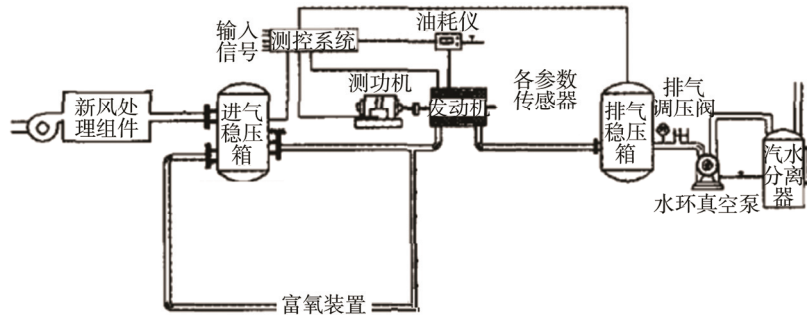 输入
信号
测控系统
油耗仪
新风处
理组件
进气
稳压
箱
测功机
发动机
各参数
传感器
排气
稳压
箱
排气
调压阀
水环真空泵
汽水
分离
器
富氧装置